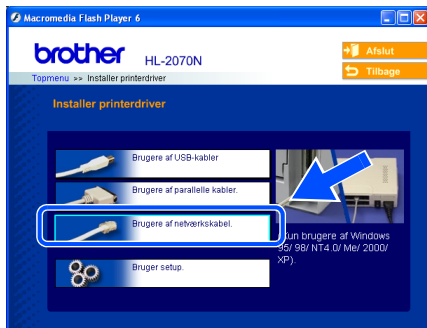 Macromedia Flash Player 6
brother
HL-2070N
Afslut
Tilbage
Topmenu >> Installer printerdriver
Installer printerdriver
Brugere af USB-kabler
Brugere af parallelle kabler.
Brugere af netværkskabel.
Bruger setup.
(Kun brugere af Windows
95/ 98/ NT4.0/ Me/ 2000/
XP).